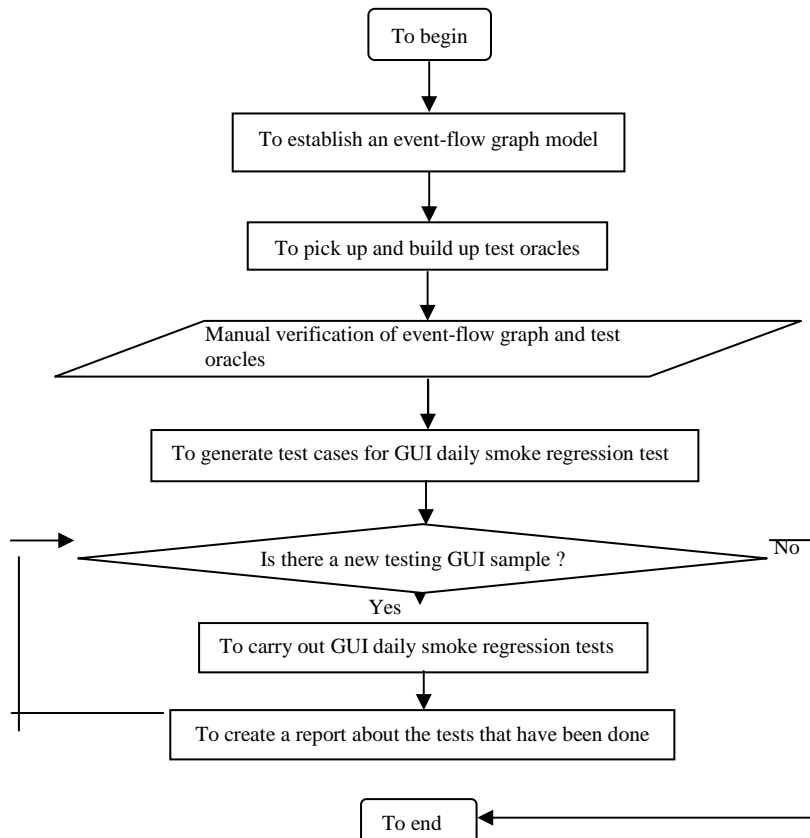 To begin
To establish an event-flow graph model
To pick up and build up test oracles
Manual verification of event-flow graph and test
oracles
To generate test cases for GUI daily smoke regression test
Is there a new testing GUI sample ?
No
Yes
To carry out GUI daily smoke regression tests
To create a report about the tests that have been done
To end